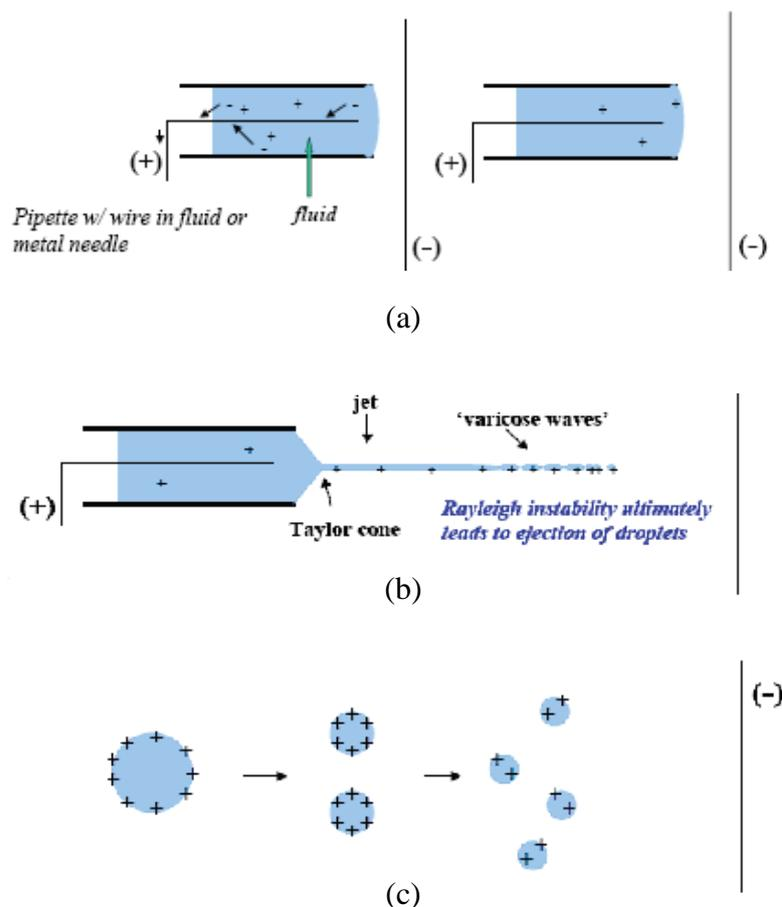 (+)
Pipette w/ wire in fluid or
metal needle
fluid
(-)
(+)
(-)
(a)
jet
'varicose waves'
(+)
Taylor cone
Rayleigh instability ultimately
leads to ejection of droplets
(b)
(-)
(c)